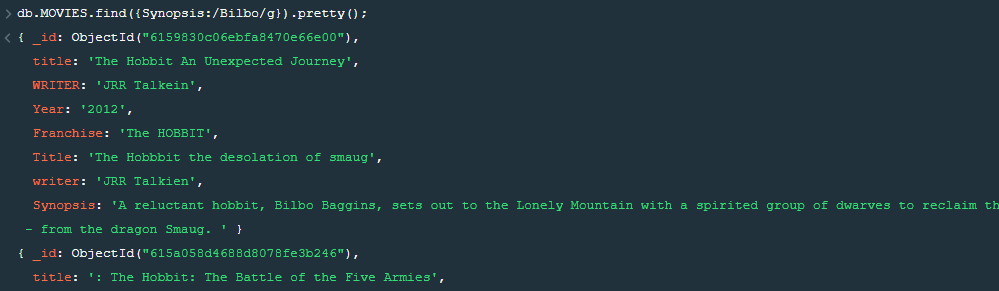 db.MOVIES.find({Synopsis:/Bilbo/g}).pretty();
{ _id: ObjectId("6159830c06ebfa8470e66e00"),
title: 'The Hobbit An Unexpected Journey',
WRITER: 'JRR Talkein',
Year: '2012',
Franchise: 'The HOBBIT',
Title: 'The Hobbbit the desolation of smaug',
writer: 'JRR Talkien',
Synopsis: 'A reluctant hobbit, Bilbo Baggins, sets out to the Lonely Mountain with a spirited group of dwarves to reclaim th
- from the dragon Smaug. ' }
{ _id: ObjectId("615a058d4688d8078fe3b246"),
title: ': The Hobbit: The Battle of the Five Armies',